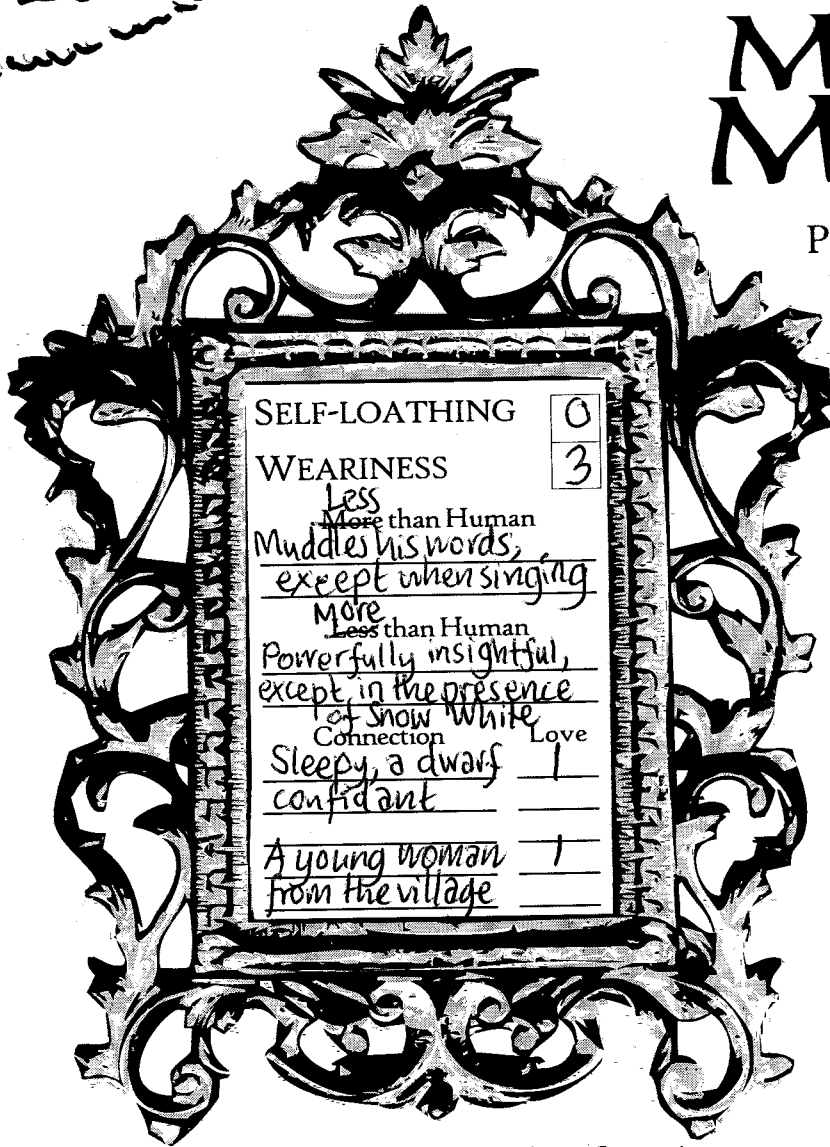 M
M
P
SELF-LOATHING 0
WEARINESS 3
Less
More than Human
Muddles his words,
except when singing
More
Less than Human
Powerfully insightful,
except in the presence
of Snow White
Connection Love
Sleepy, a dwarf 1
confidant
A young woman 1
from the village